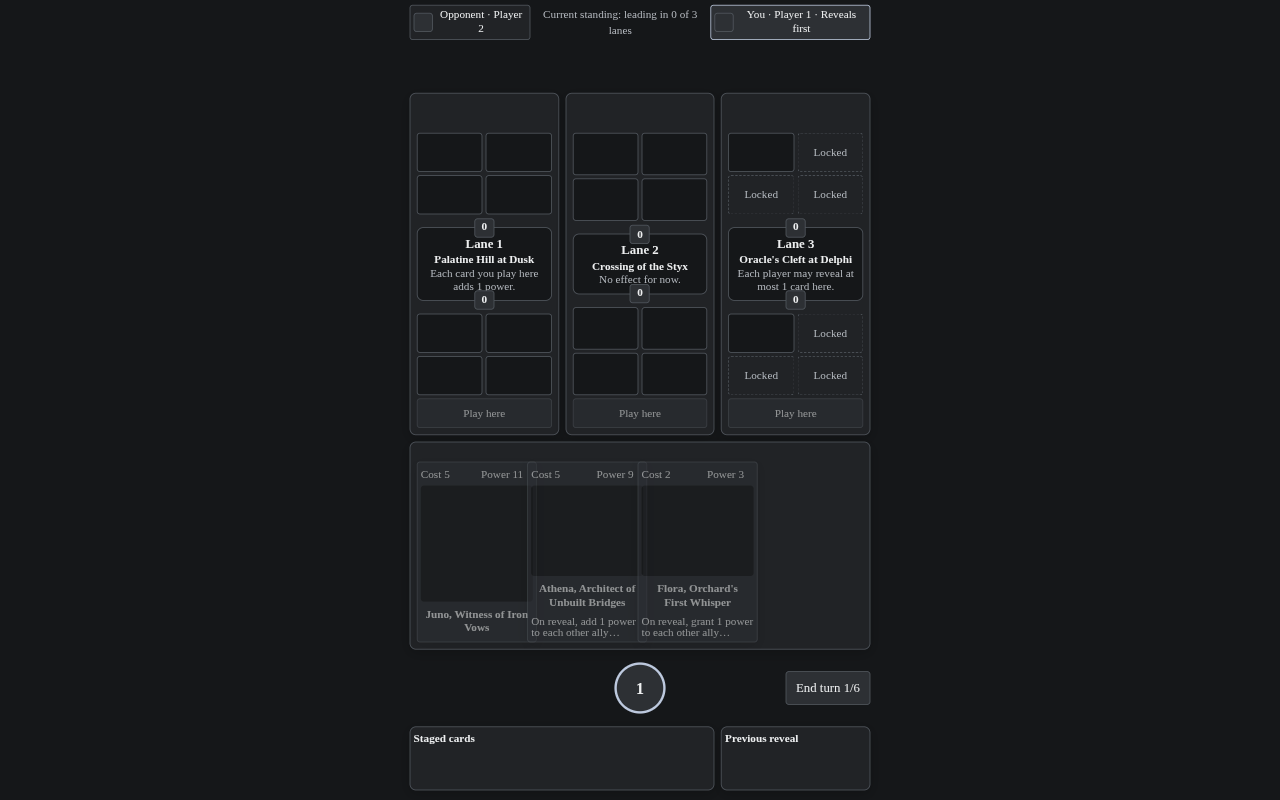 Opponent · Player
2
Current standing: leading in 0 of 3
lanes
You · Player 1 · Reveals
first
Locked
Locked
Locked
0
Lane 1
Palatine Hill at Dusk
Each card you play here
adds 1 power.
0
0
Lane 2
Crossing of the Styx
No effect for now.
0
0
Lane 3
Oracle's Cleft at Delphi
Each player may reveal at
most 1 card here.
0
Locked
Locked
Locked
Play here
Play here
Play here
Cost 5
Power 11
Juno, Witness of Iron
Vows
Cost 5
Power 9
Athena, Architect of
Unbuilt Bridges
On reveal, add 1 power
to each other ally…
Cost 2
Power 3
Flora, Orchard's
First Whisper
On reveal, grant 1 power
to each other ally…
1
End turn 1/6
Staged cards
Previous reveal